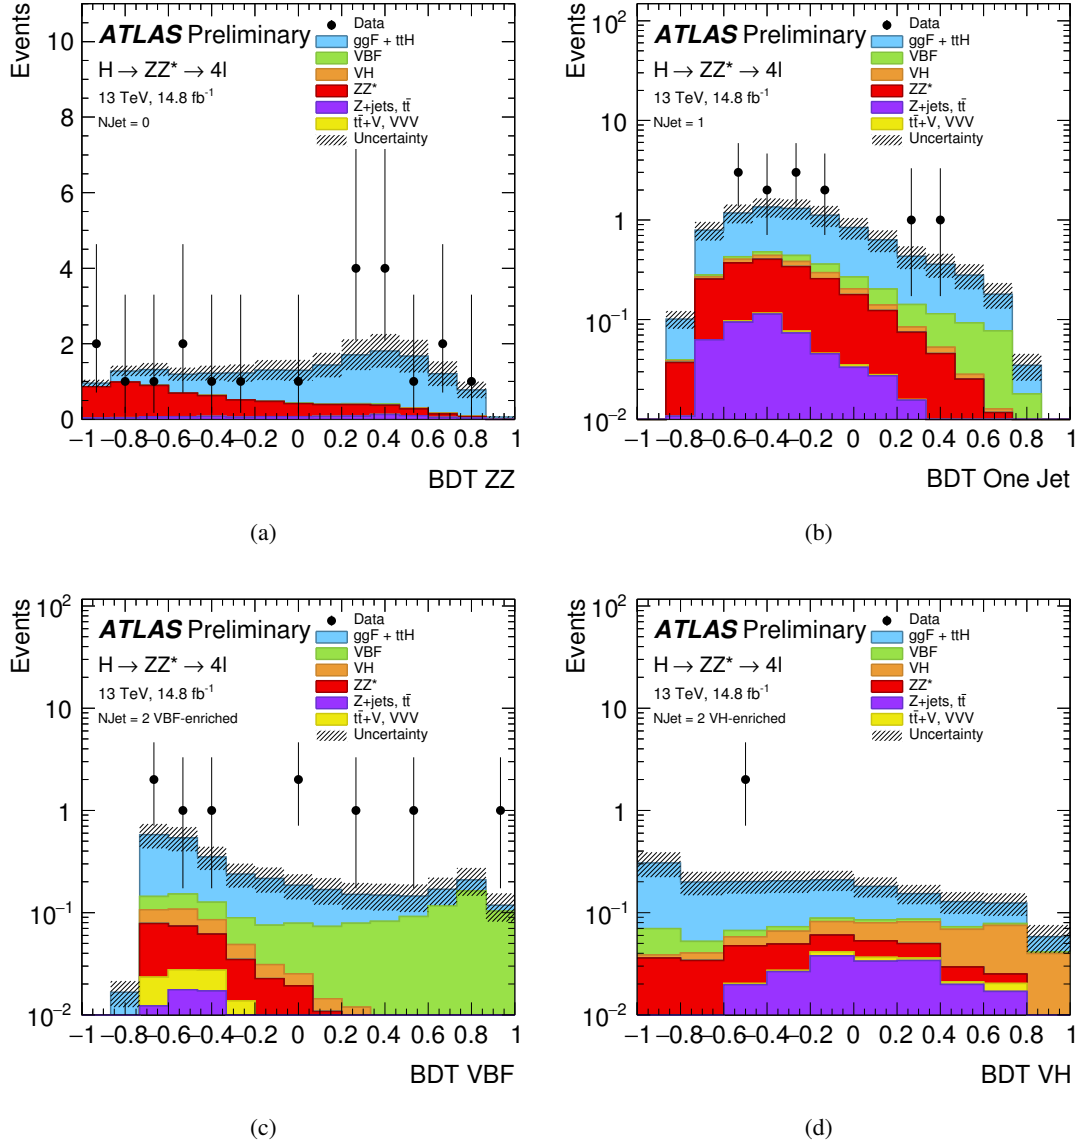 Events
10
8
6
4
2
0
ATLAS Preliminary
H → ZZ* → 4l
13 TeV, 14.8 fb⁻¹
NJet = 0
Data
ggF + ttH
VBF
VH
ZZ*
Z+jets, tt̄
tt̄+V, VVV
Uncertainty
−1 −0.8 −0.6 −0.4 −0.2 0 0.2 0.4 0.6 0.8 1
BDT ZZ
(a)
Events
10²
10
1
10⁻¹
10⁻²
ATLAS Preliminary
H → ZZ* → 4l
13 TeV, 14.8 fb⁻¹
NJet = 1
Data
ggF + ttH
VBF
VH
ZZ*
Z+jets, tt̄
tt̄+V, VVV
Uncertainty
−1 −0.8 −0.6 −0.4 −0.2 0 0.2 0.4 0.6 0.8 1
BDT One Jet
(b)
Events
10²
10
1
10⁻¹
10⁻²
ATLAS Preliminary
H → ZZ* → 4l
13 TeV, 14.8 fb⁻¹
NJet = 2 VBF-enriched
Data
ggF + ttH
VBF
VH
ZZ*
Z+jets, tt̄
tt̄+V, VVV
Uncertainty
−1 −0.8 −0.6 −0.4 −0.2 0 0.2 0.4 0.6 0.8 1
BDT VBF
(c)
Events
10²
10
1
10⁻¹
10⁻²
ATLAS Preliminary
H → ZZ* → 4l
13 TeV, 14.8 fb⁻¹
NJet = 2 VH-enriched
Data
ggF + ttH
VBF
VH
ZZ*
Z+jets, tt̄
tt̄+V, VVV
Uncertainty
−1 −0.8 −0.6 −0.4 −0.2 0 0.2 0.4 0.6 0.8 1
BDT VH
(d)